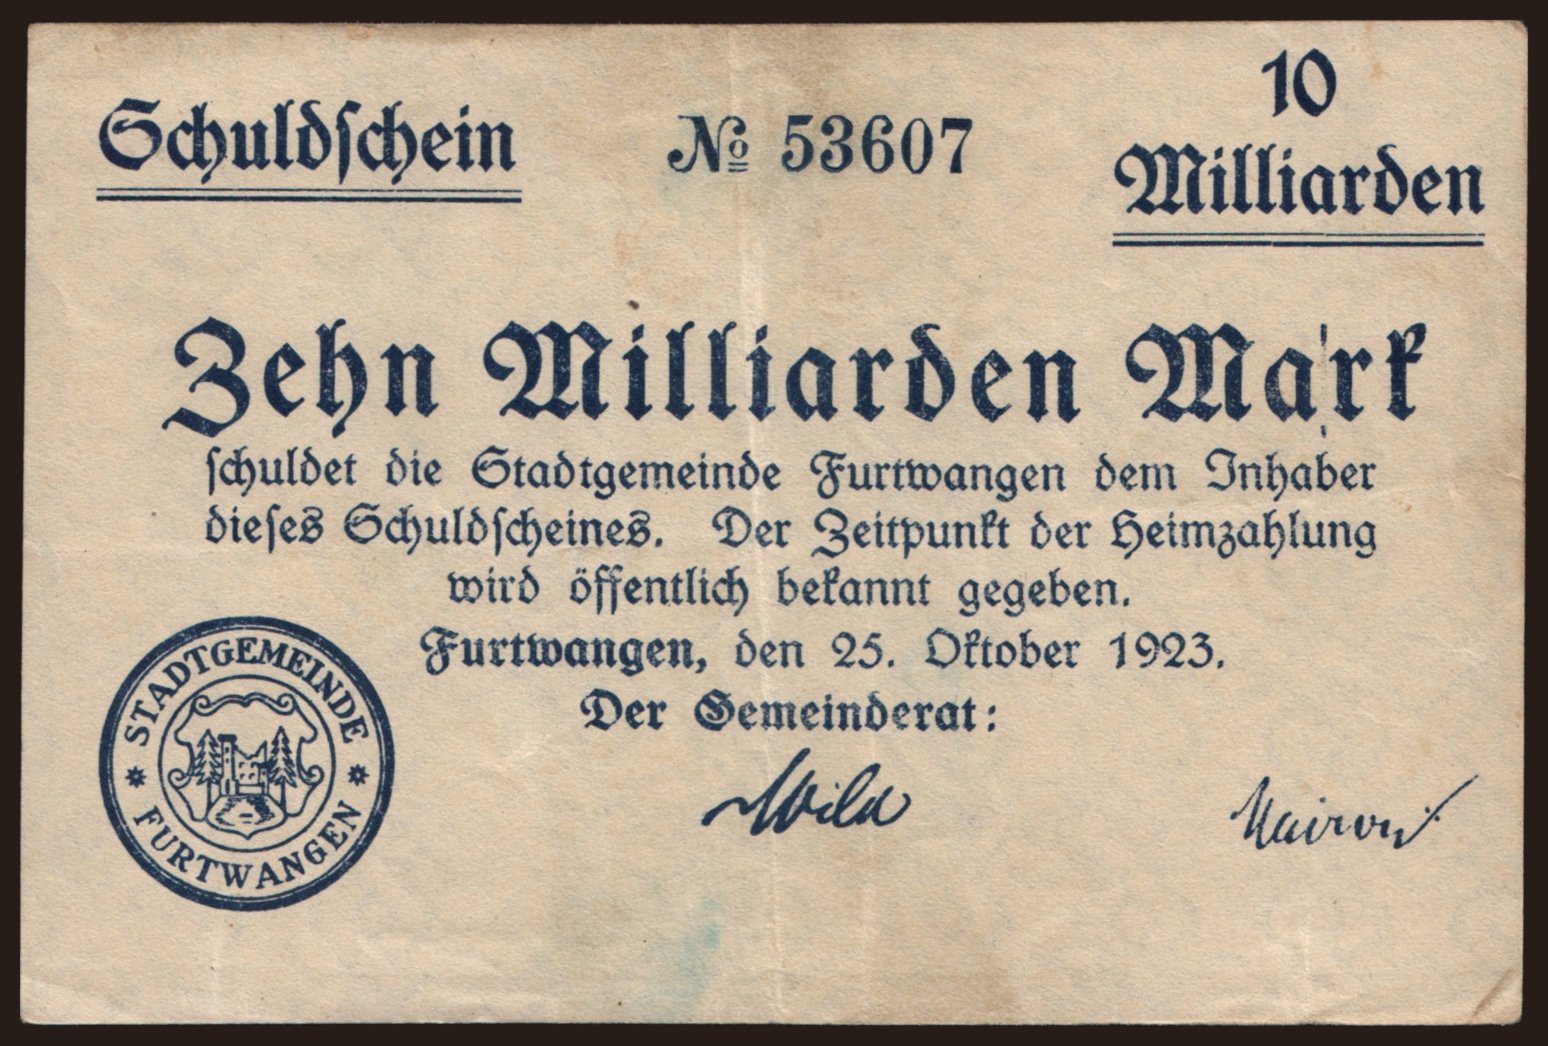 Schuldschein
№ 53607
10
Milliarden
Zehn Milliarden Mark
schuldet die Stadtgemeinde Furtwangen dem Inhaber
dieses Schuldscheines. Der Zeitpunkt der Heimzahlung
wird öffentlich bekannt gegeben.
Furtwangen, den 25. Oktober 1923.
Der Gemeinderat:
STADTGEMEINDE
FURTWANGEN
Wild